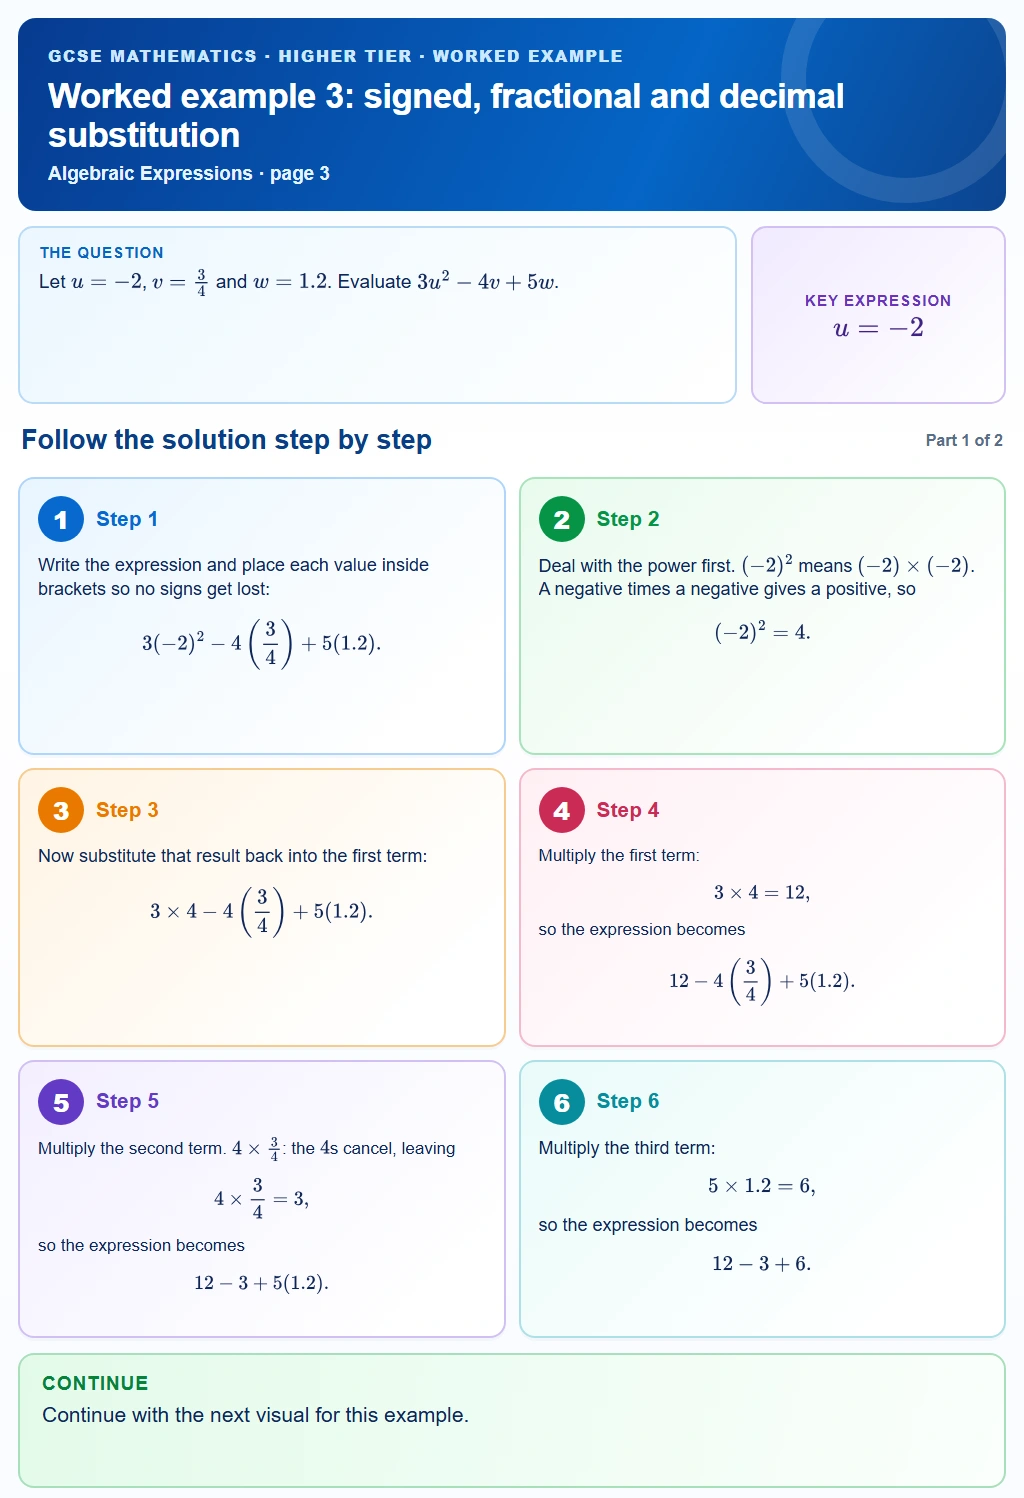 GCSE MATHEMATICS · HIGHER TIER · WORKED EXAMPLE
Worked example 3: signed, fractional and decimal
substitution
Algebraic Expressions · page 3
THE QUESTION
Let u = −2, v = 3/4 and w = 1.2. Evaluate 3u² − 4v + 5w.
KEY EXPRESSION
u = −2
Follow the solution step by step
Part 1 of 2
1 Step 1
Write the expression and place each value inside
brackets so no signs get lost:
3(−2)² − 4(3/4) + 5(1.2).
2 Step 2
Deal with the power first. (−2)² means (−2) × (−2).
A negative times a negative gives a positive, so
(−2)² = 4.
3 Step 3
Now substitute that result back into the first term:
3 × 4 − 4(3/4) + 5(1.2).
4 Step 4
Multiply the first term:
3 × 4 = 12,
so the expression becomes
12 − 4(3/4) + 5(1.2).
5 Step 5
Multiply the second term. 4 × 3/4: the 4s cancel, leaving
4 × 3/4 = 3,
so the expression becomes
12 − 3 + 5(1.2).
6 Step 6
Multiply the third term:
5 × 1.2 = 6,
so the expression becomes
12 − 3 + 6.
CONTINUE
Continue with the next visual for this example.